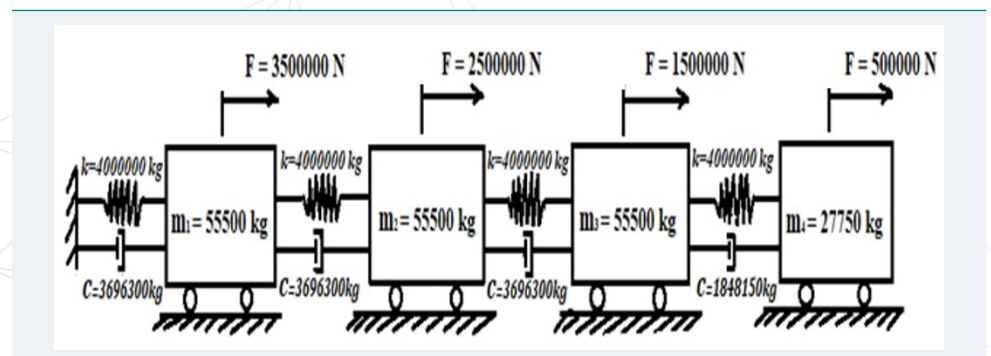 F = 3500000 N
F = 2500000 N
F = 1500000 N
F = 500000 N
k=4000000 kg
k=4000000 kg
k=4000000 kg
k=4000000 kg
m₁ = 55500 kg
m₂ = 55500 kg
m₃ = 55500 kg
m₄ = 27750 kg
C=3696300kg
C=3696300kg
C=3696300kg
C=1848150kg